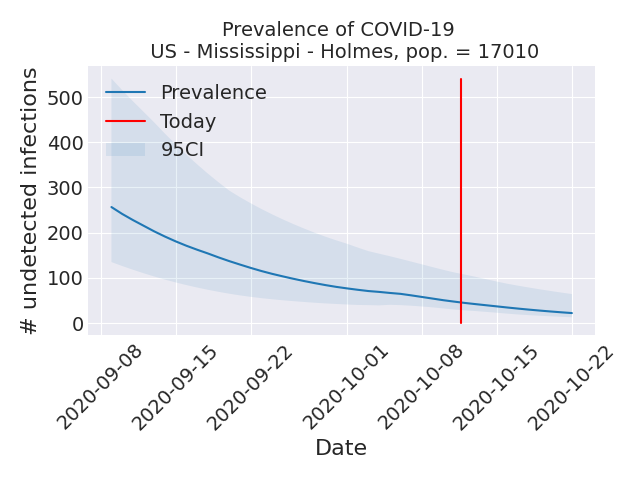 Prevalence of COVID-19
US - Mississippi - Holmes, pop. = 17010
# undetected infections
500
400
300
200
100
0
Prevalence
Today
95CI
2020-09-08
2020-09-15
2020-09-22
2020-10-01
2020-10-08
2020-10-15
2020-10-22
Date